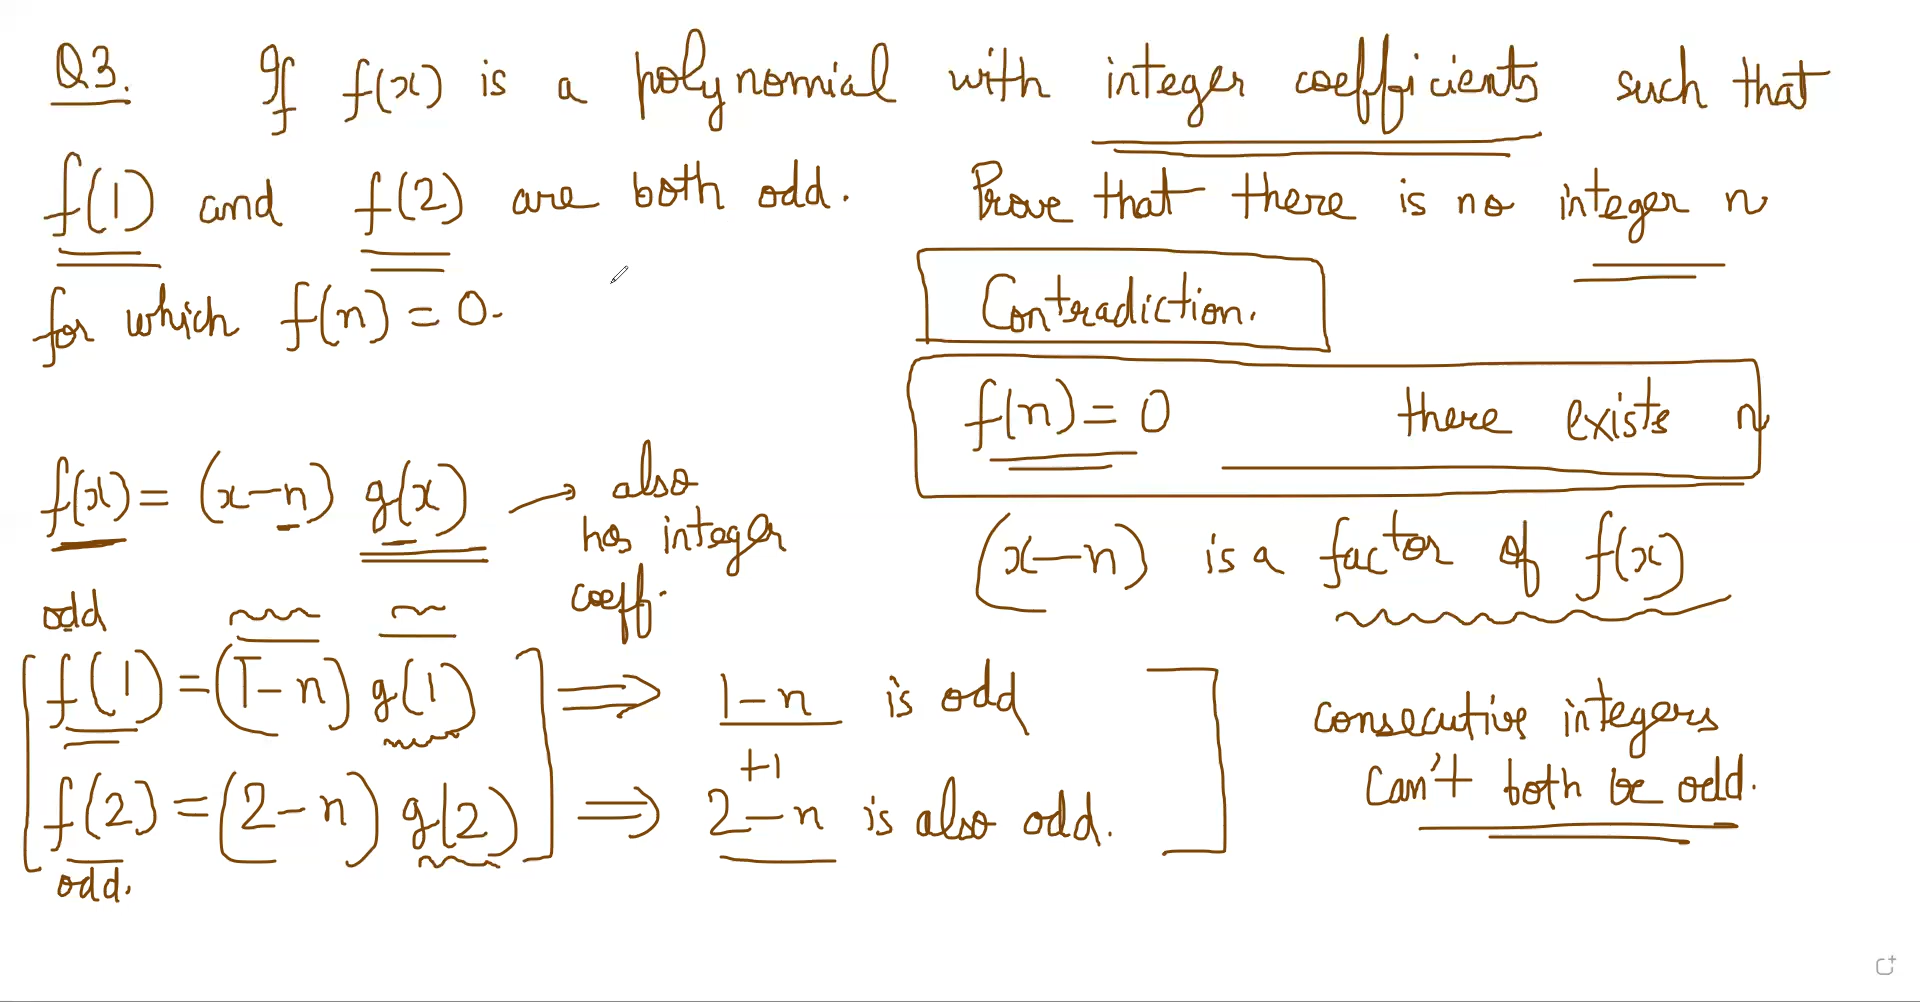 Q3. If f(x) is a polynomial with integer coefficients such that
f(1) and f(2) are both odd. Prove that there is no integer n
for which f(n) = 0.
Contradiction.
f(n) = 0 there exists n
(x-n) is a factor of f(x)
f(x) = (x-n) g(x) → also
has integer
coeff.
odd
f(1) = (1-n) g(1) ⟹ 1-n is odd
+1
f(2) = (2-n) g(2) ⟹ 2-n is also odd.
odd.
consecutive integers
can't both be odd.